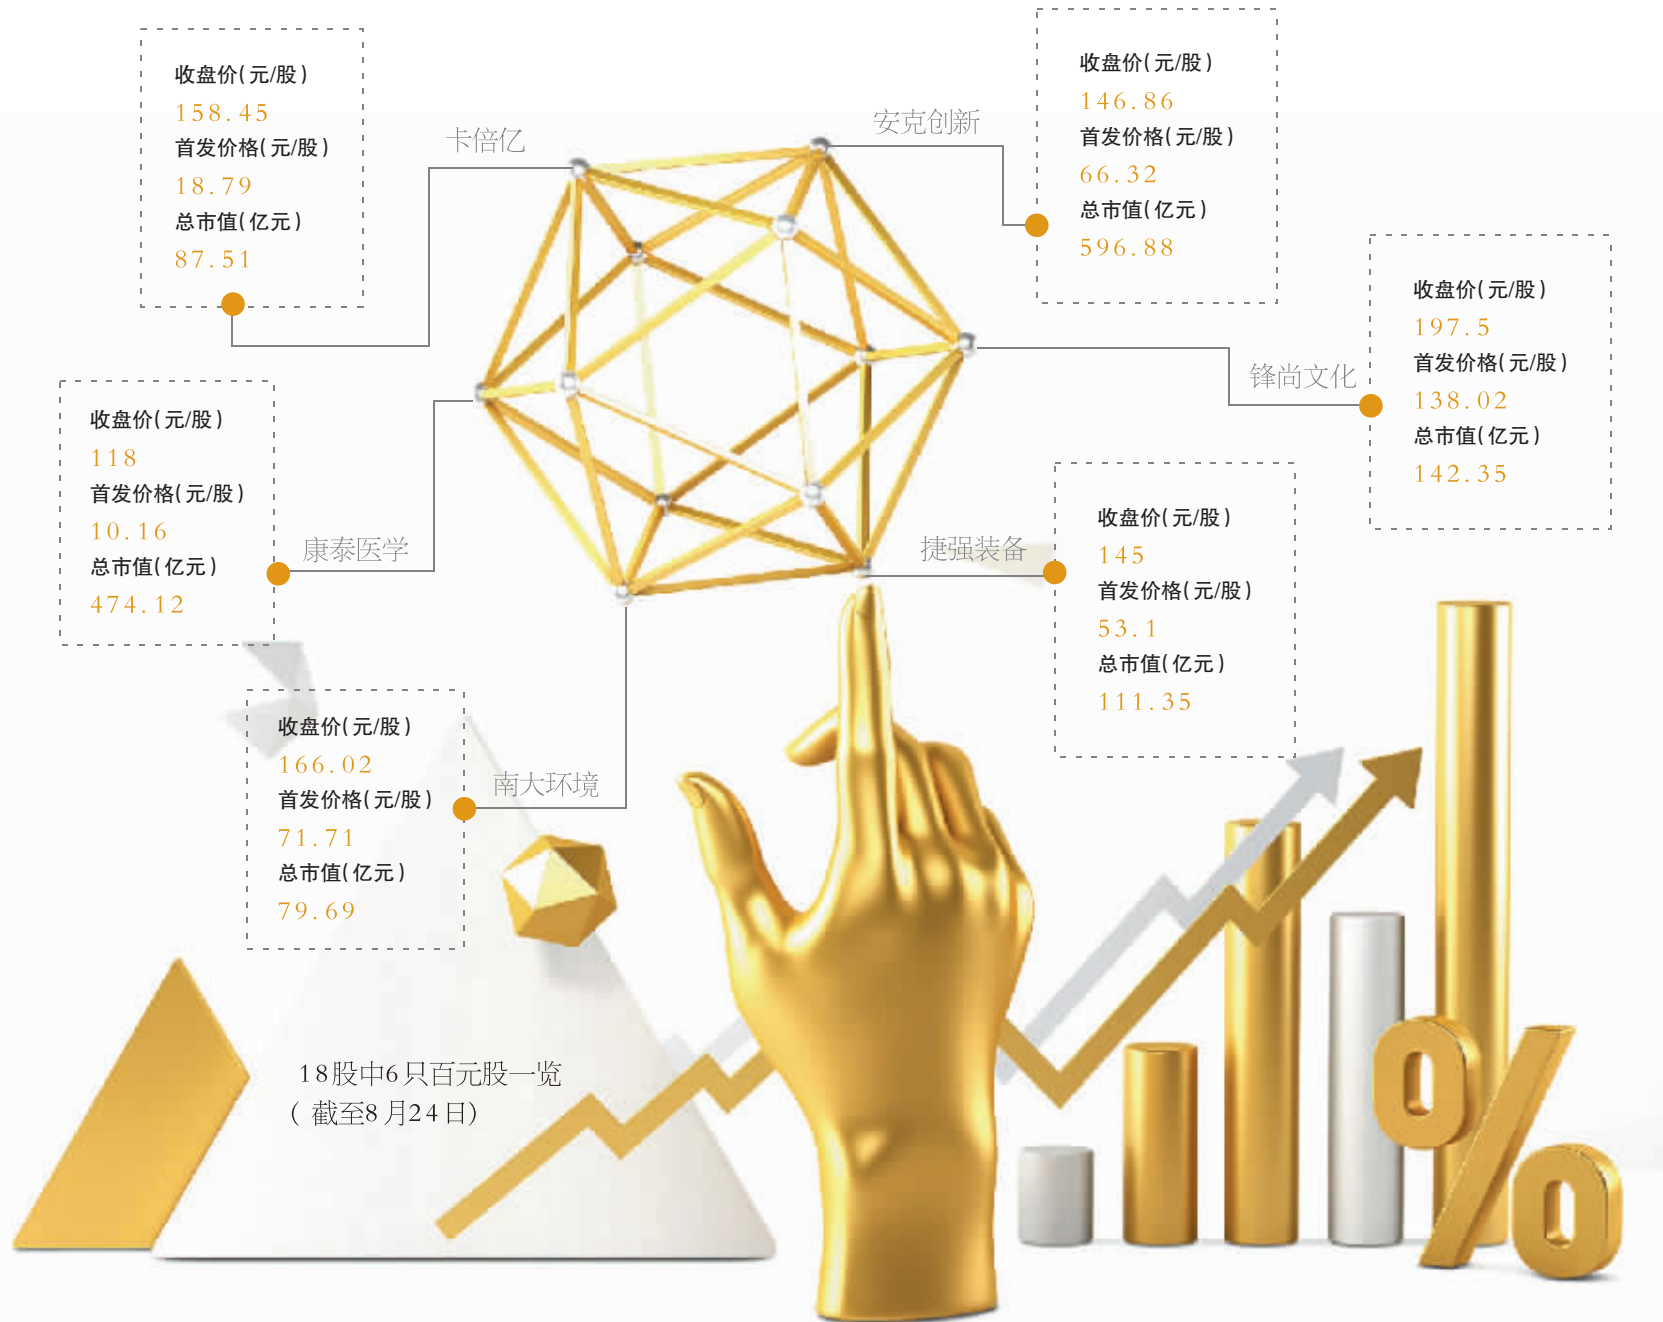 卡倍亿
收盘价(元/股)
158.45
首发价格(元/股)
18.79
总市值(亿元)
87.51
安克创新
收盘价(元/股)
146.86
首发价格(元/股)
66.32
总市值(亿元)
596.88
锋尚文化
收盘价(元/股)
197.5
首发价格(元/股)
138.02
总市值(亿元)
142.35
康泰医学
收盘价(元/股)
118
首发价格(元/股)
10.16
总市值(亿元)
474.12
捷强装备
收盘价(元/股)
145
首发价格(元/股)
53.1
总市值(亿元)
111.35
南大环境
收盘价(元/股)
166.02
首发价格(元/股)
71.71
总市值(亿元)
79.69
18股中6只百元股一览
(截至8月24日)
%